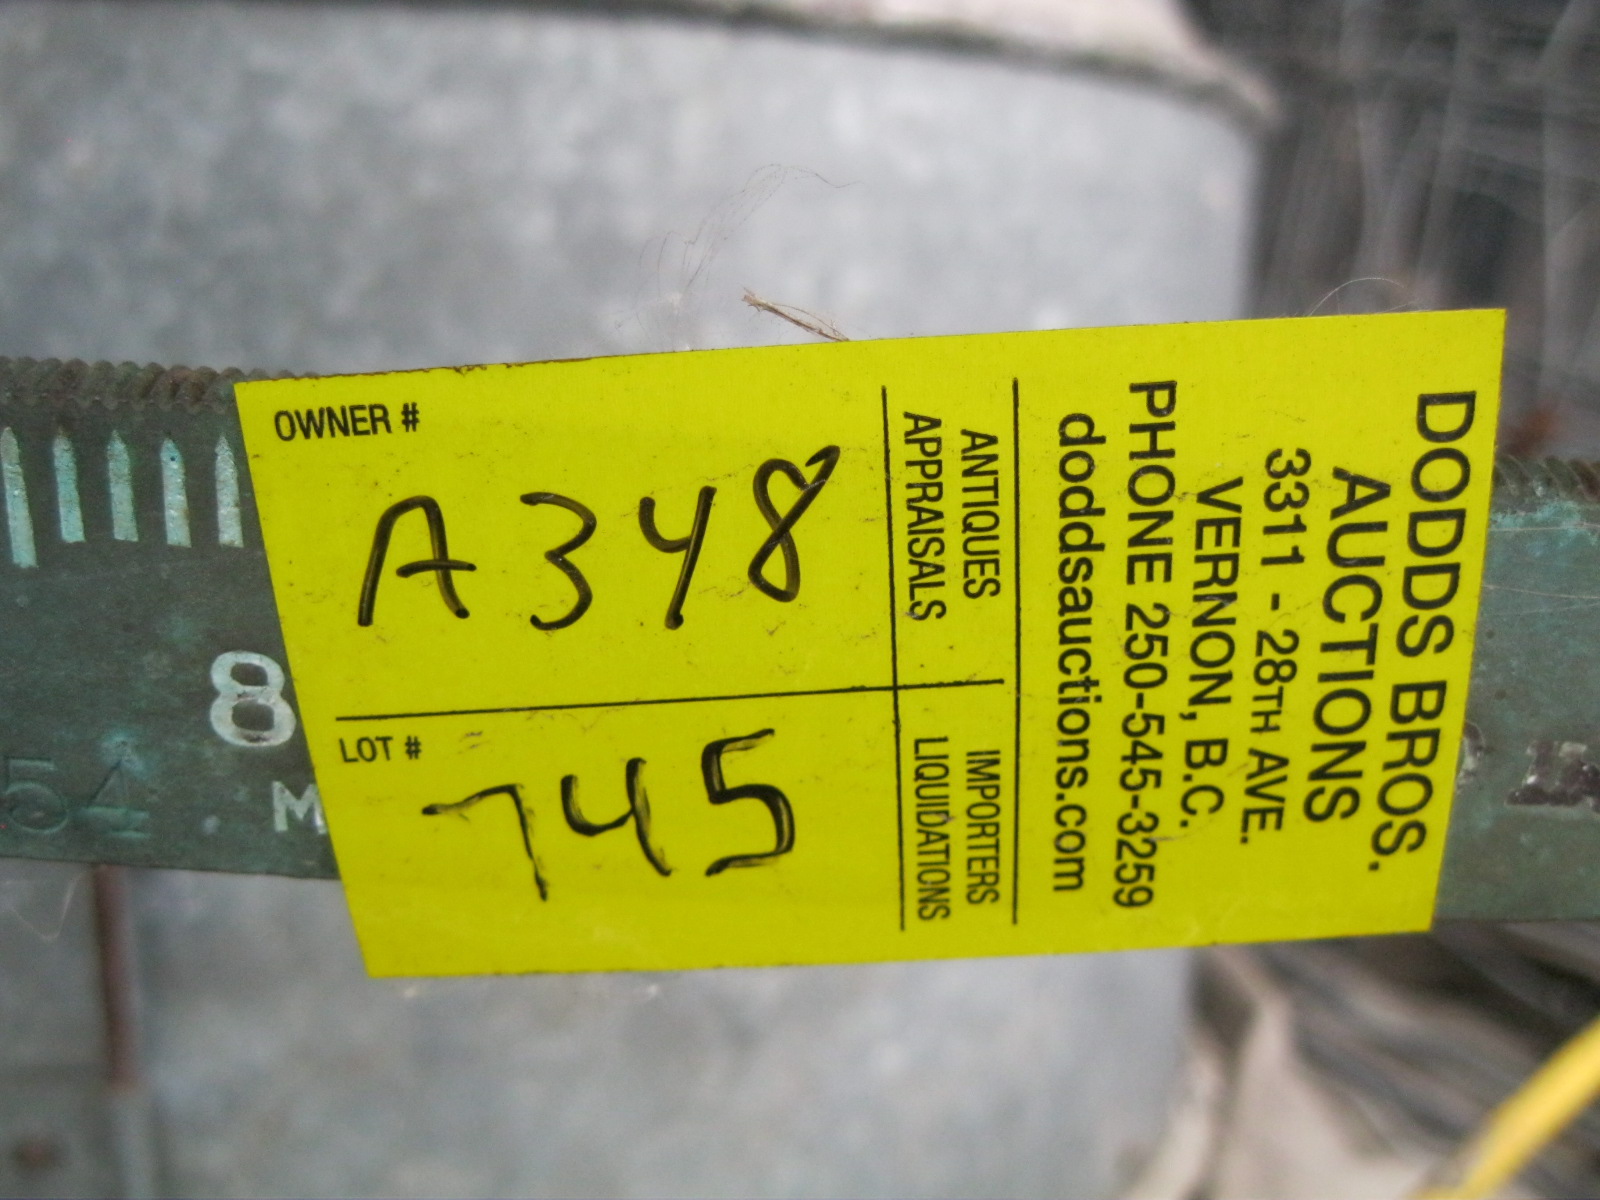 DODDS BROS.
AUCTIONS
3311 - 28TH AVE.
VERNON, B.C.
PHONE 250-545-3259
doddsauctions.com
ANTIQUES
APPRAISALS
IMPORTERS
LIQUIDATIONS
OWNER #
A348
LOT #
745
8
54
M